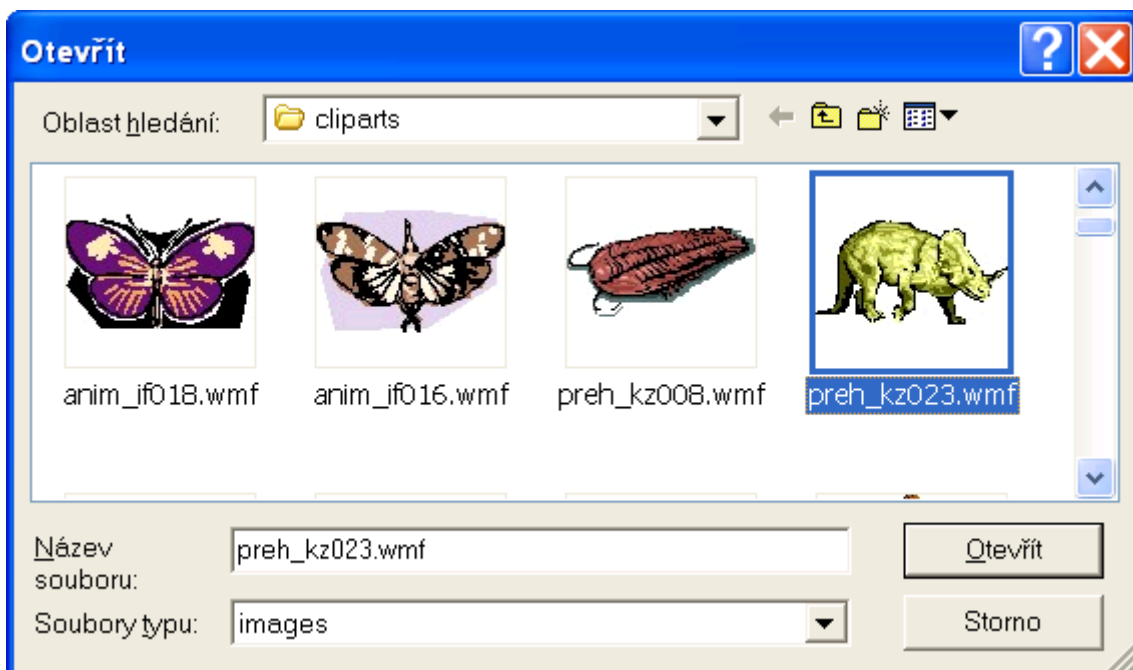 Otevřít
Oblast hledání: cliparts
anim_if018.wmf anim_if016.wmf preh_kz008.wmf preh_kz023.wmf
Název souboru: preh_kz023.wmf Otevřít
Soubory typu: images Storno